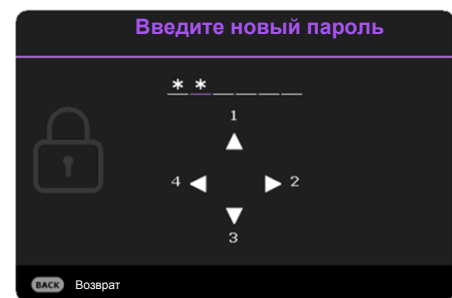 Введите новый пароль
* * _ _ _ _
1
4 2
3
BACK Возврат